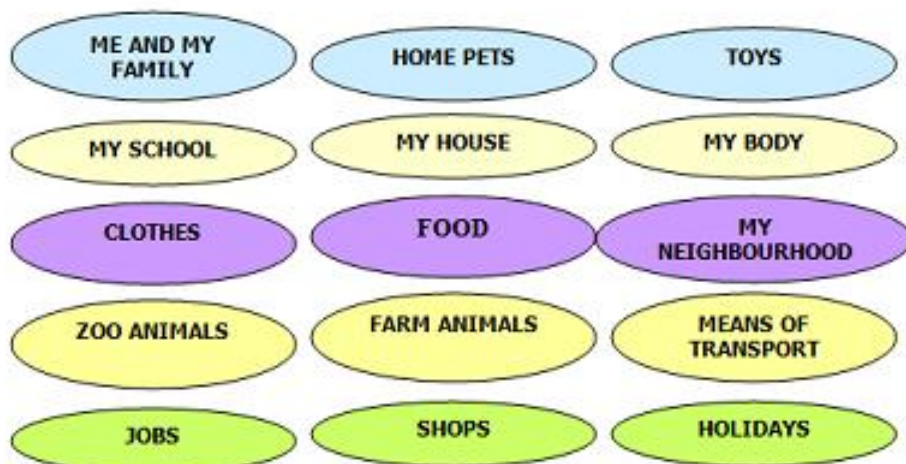 ME AND MY
FAMILY
HOME PETS
TOYS
MY SCHOOL
MY HOUSE
MY BODY
CLOTHES
FOOD
MY
NEIGHBOURHOOD
ZOO ANIMALS
FARM ANIMALS
MEANS OF
TRANSPORT
JOBS
SHOPS
HOLIDAYS